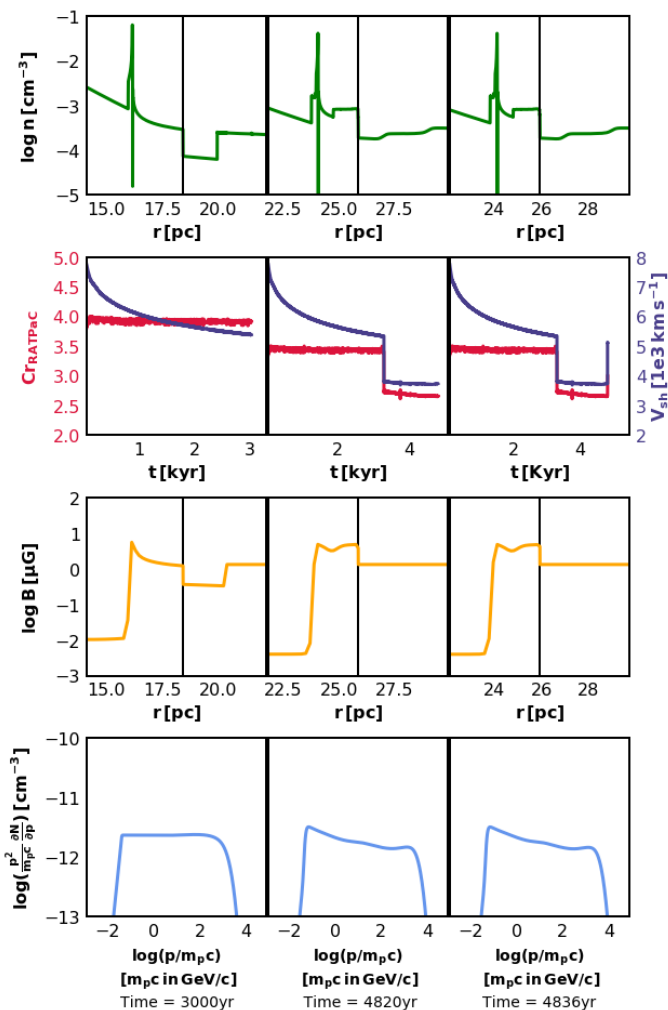 log n [cm⁻³]
−1
−2
−3
−4
−5
15.0 17.5 20.0 22.5 25.0 27.5 24 26 28
r [pc] r [pc] r [pc]
Cr_RATPaC
5.0
4.5
4.0
3.5
3.0
2.5
2.0
8
7
6
5
4
3
2
V_sh [1e3 km s⁻¹]
1 2 3 2 4 2 4
t [kyr] t [kyr] t [Kyr]
log B [μG]
2
1
0
−1
−2
−3
15.0 17.5 20.0 22.5 25.0 27.5 24 26 28
r [pc] r [pc] r [pc]
log(p²/m_pc ∂N/∂p) [cm⁻³]
−10
−11
−12
−13
−2 0 2 4 −2 0 2 4 −2 0 2 4
log(p/m_pc) log(p/m_pc) log(p/m_pc)
[m_pc in GeV/c] [m_pc in GeV/c] [m_pc in GeV/c]
Time = 3000yr Time = 4820yr Time = 4836yr